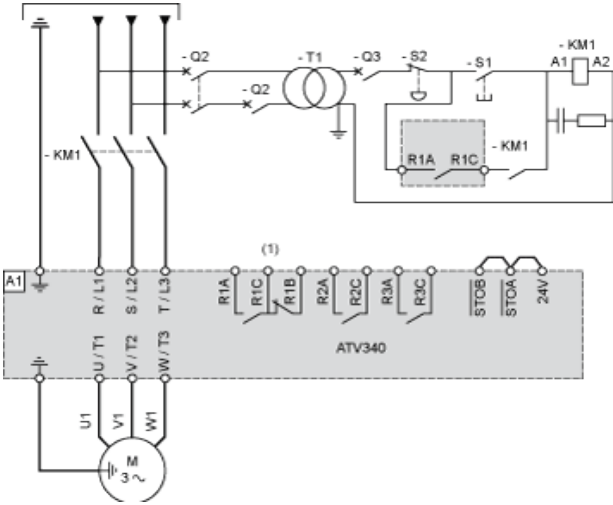 - Q2
- T1
- Q3
- S2
- S1
- KM1
A1
A2
- Q2
- KM1
R1A
R1C
- KM1
(1)
A1
R / L1
S / L2
T / L3
R1A
R1C
R1B
R2A
R2C
R3A
R3C
STOB
STOA
24V
ATV340
U / T1
V / T2
W / T3
U1
V1
W1
M
3 ~